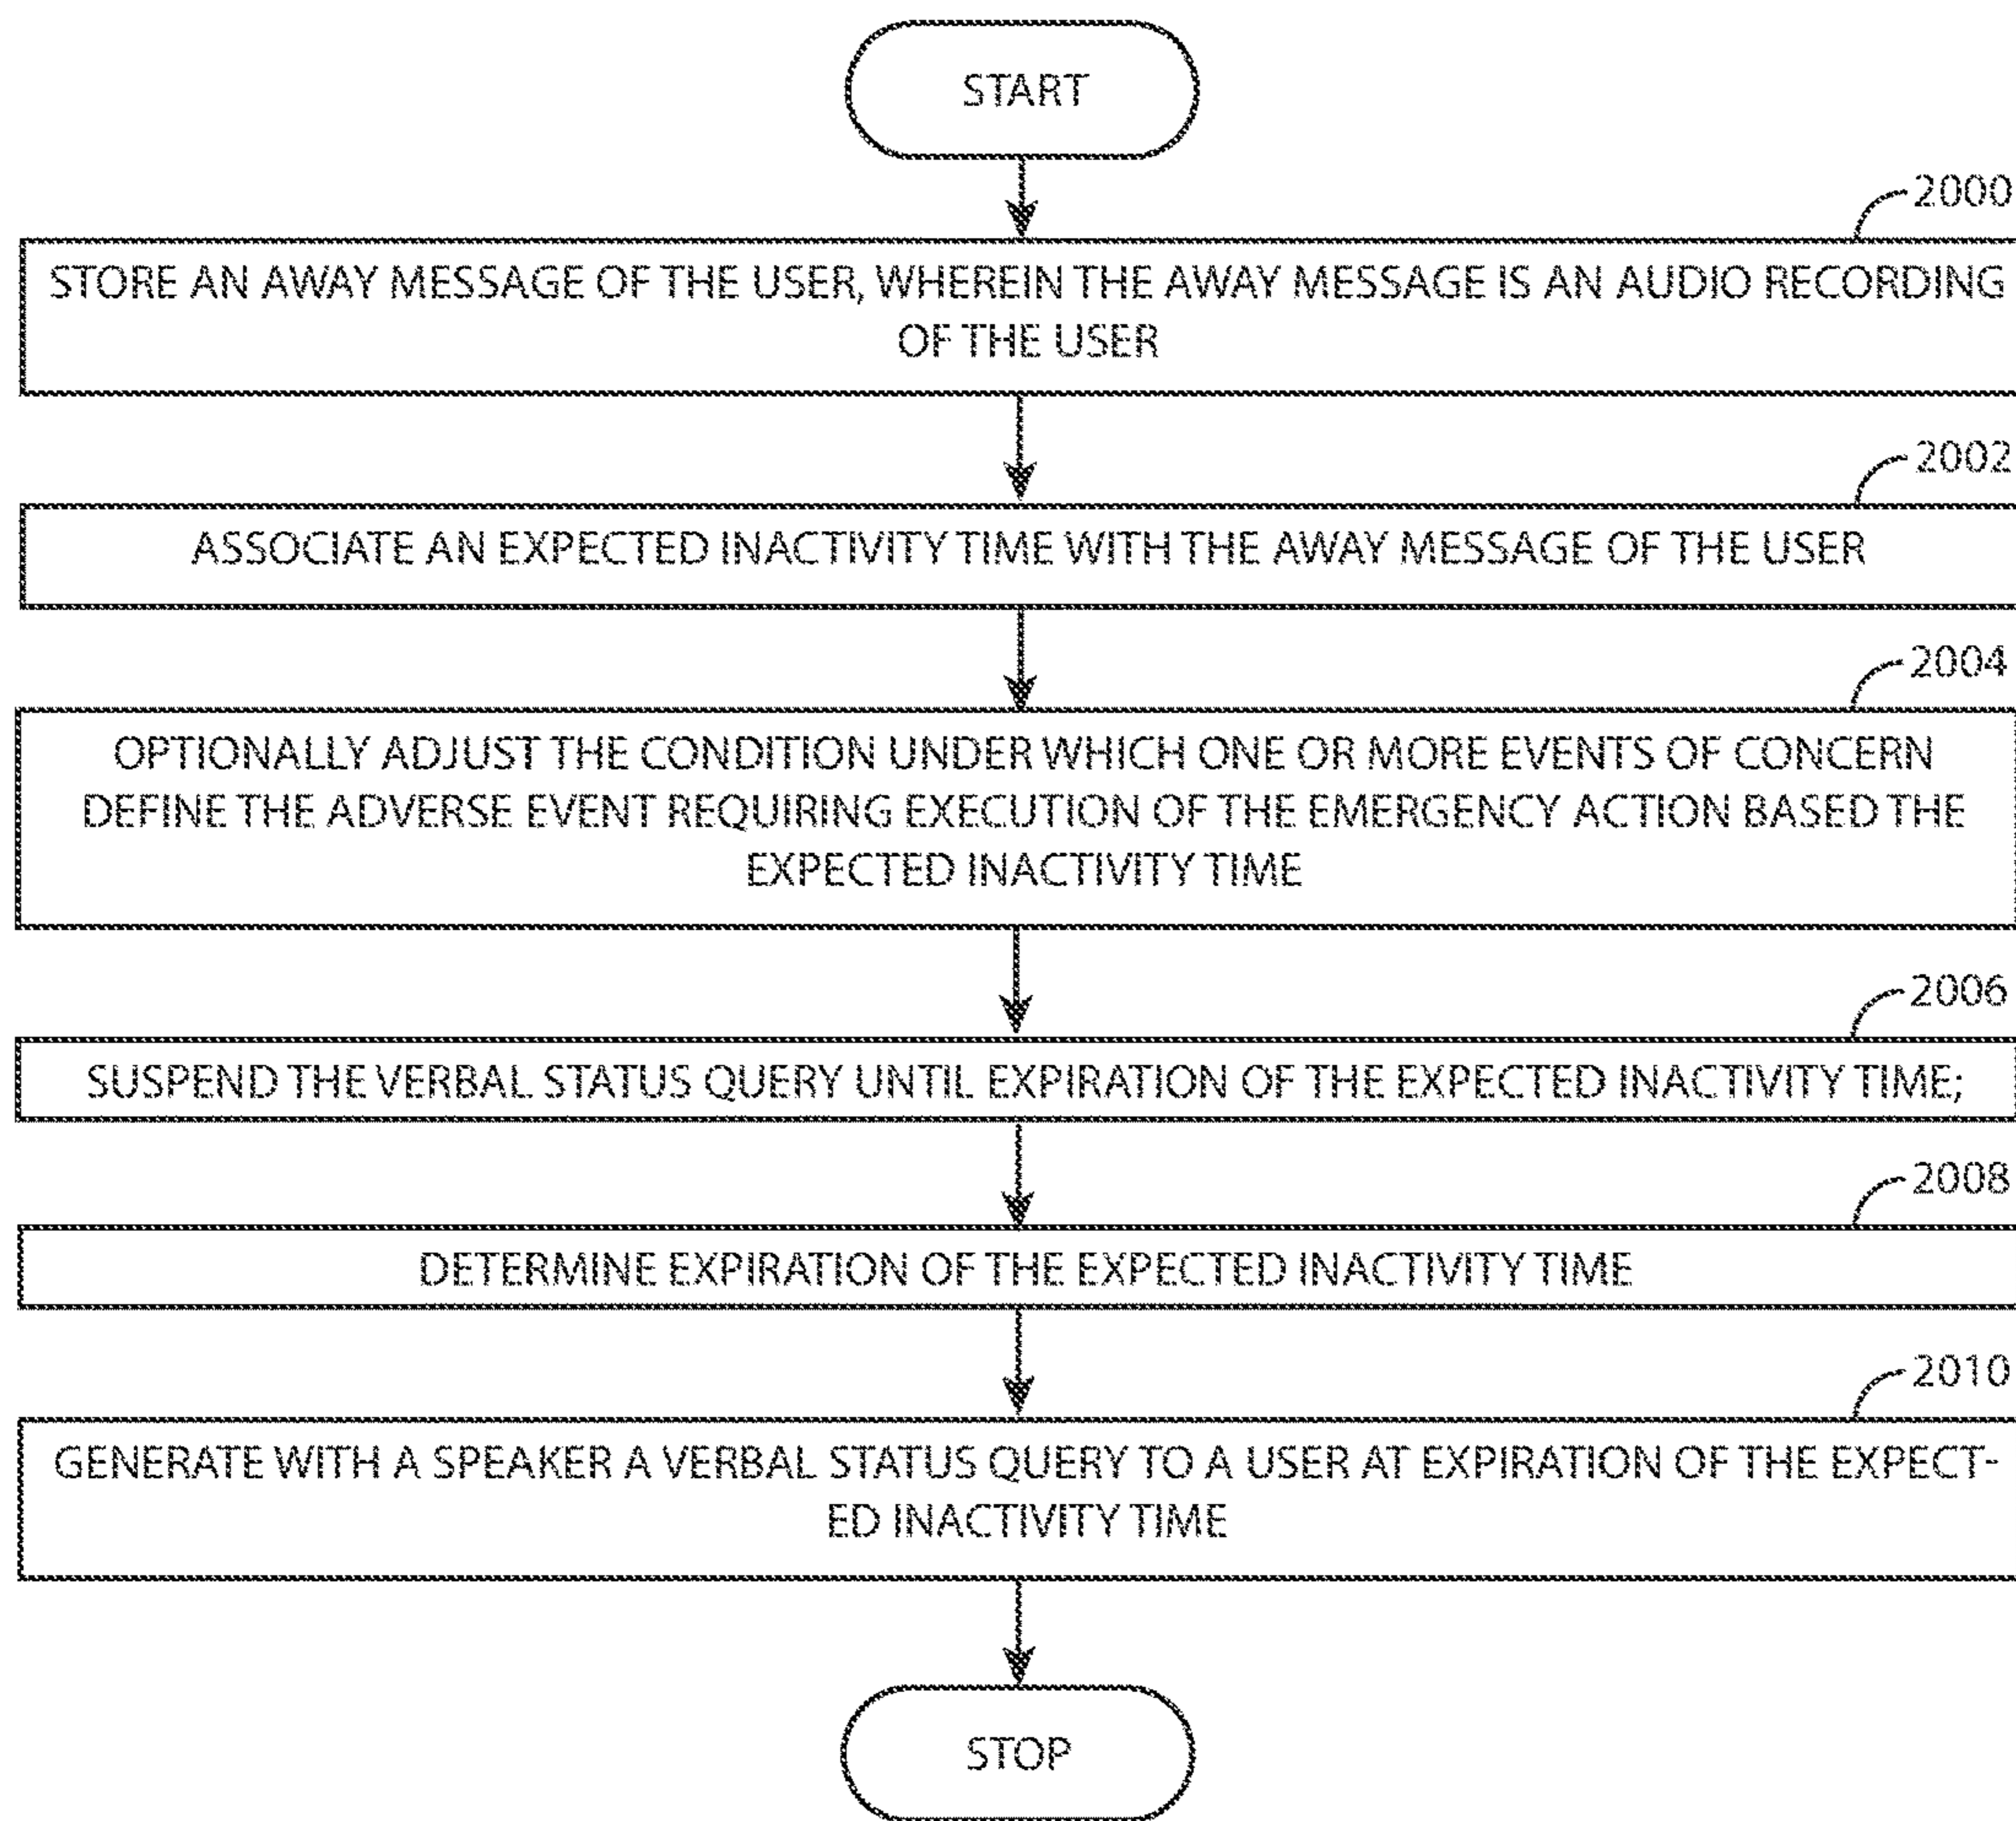 START
2000
STORE AN AWAY MESSAGE OF THE USER, WHEREIN THE AWAY MESSAGE IS AN AUDIO RECORDING
OF THE USER
2002
ASSOCIATE AN EXPECTED INACTIVITY TIME WITH THE AWAY MESSAGE OF THE USER
2004
OPTIONALLY ADJUST THE CONDITION UNDER WHICH ONE OR MORE EVENTS OF CONCERN
DEFINE THE ADVERSE EVENT REQUIRING EXECUTION OF THE EMERGENCY ACTION BASED THE
EXPECTED INACTIVITY TIME
2006
SUSPEND THE VERBAL STATUS QUERY UNTIL EXPIRATION OF THE EXPECTED INACTIVITY TIME;
2008
DETERMINE EXPIRATION OF THE EXPECTED INACTIVITY TIME
2010
GENERATE WITH A SPEAKER A VERBAL STATUS QUERY TO A USER AT EXPIRATION OF THE EXPECT-
ED INACTIVITY TIME
STOP